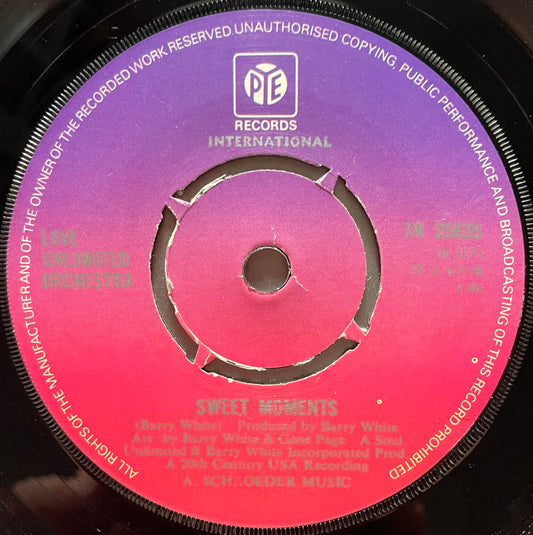 ALL RIGHTS OF THE MANUFACTURER AND OF THE OWNER OF THE RECORDED WORK RESERVED. UNAUTHORISED COPYING, PUBLIC PERFORMANCE AND BROADCASTING OF THIS RECORD PROHIBITED
PYE
RECORDS
INTERNATIONAL
LOVE
UNLIMITED
ORCHESTRA
SWEET MOMENTS
(Barry White) Produced by Barry White
Arr. by Barry White & Gene Page A Soul
Unlimited & Barry White Incorporated Prod
A 20th Century USA Recording
A. SCHROEDER MUSIC